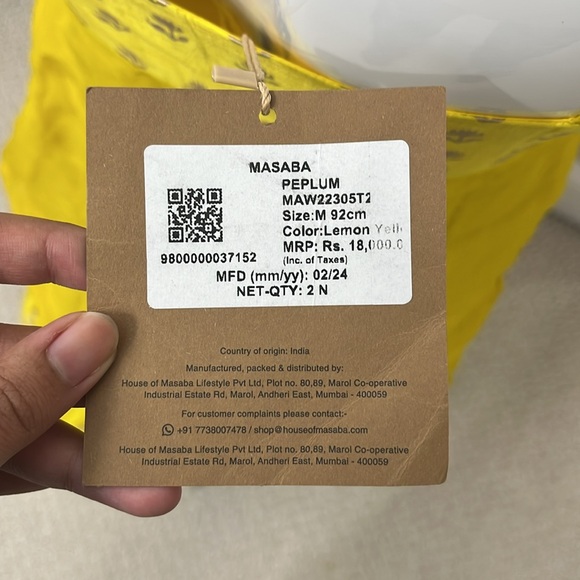 MASABA
PEPLUM
MAW22305T2
Size:M 92cm
Color:Lemon Yell
MRP: Rs. 18,000.0
9800000037152
(Inc. of Taxes)
MFD (mm/yy): 02/24
NET-QTY: 2 N
Country of origin: India
Manufactured, packed & distributed by:
House of Masaba Lifestyle Pvt Ltd, Plot no. 80,89, Marol Co-operative
Industrial Estate Rd, Marol, Andheri East, Mumbai - 400059
For customer complaints please contact:-
+91 7738007478 / shop@houseofmasaba.com
House of Masaba Lifestyle Pvt Ltd, Plot no. 80,89, Marol Co-operative
Industrial Estate Rd, Marol, Andheri East, Mumbai - 400059